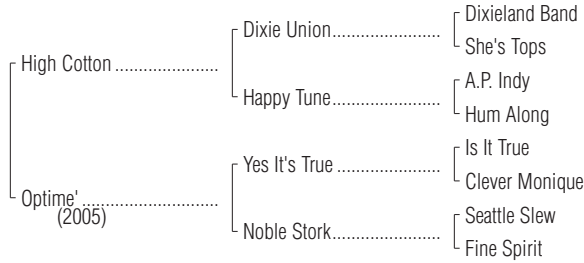 Dixieland Band
Dixie Union..................
She's Tops
High Cotton .................
A.P. Indy
Happy Tune..................
Hum Along
Is It True
Yes It's True ................
Clever Monique
Optime'......................
(2005)
Seattle Slew
Noble Stork..................
Fine Spirit